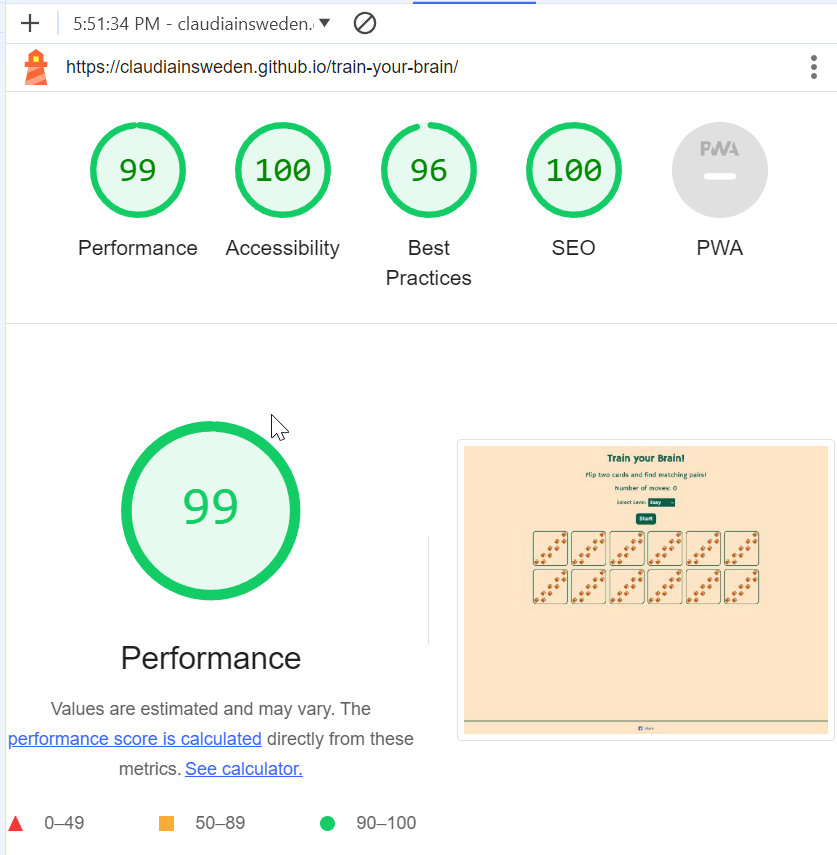 5:51:34 PM - claudiainsweden.
https://claudiainsweden.github.io/train-your-brain/
99 100 96 100 PWA
Performance Accessibility Best Practices SEO PWA
99
Performance
Values are estimated and may vary. The
performance score is calculated directly from these
metrics. See calculator.
0–49 50–89 90–100
Train your Brain!
Flip two cards and find matching pairs!
Number of moves: 0
Select Level: Easy
Start